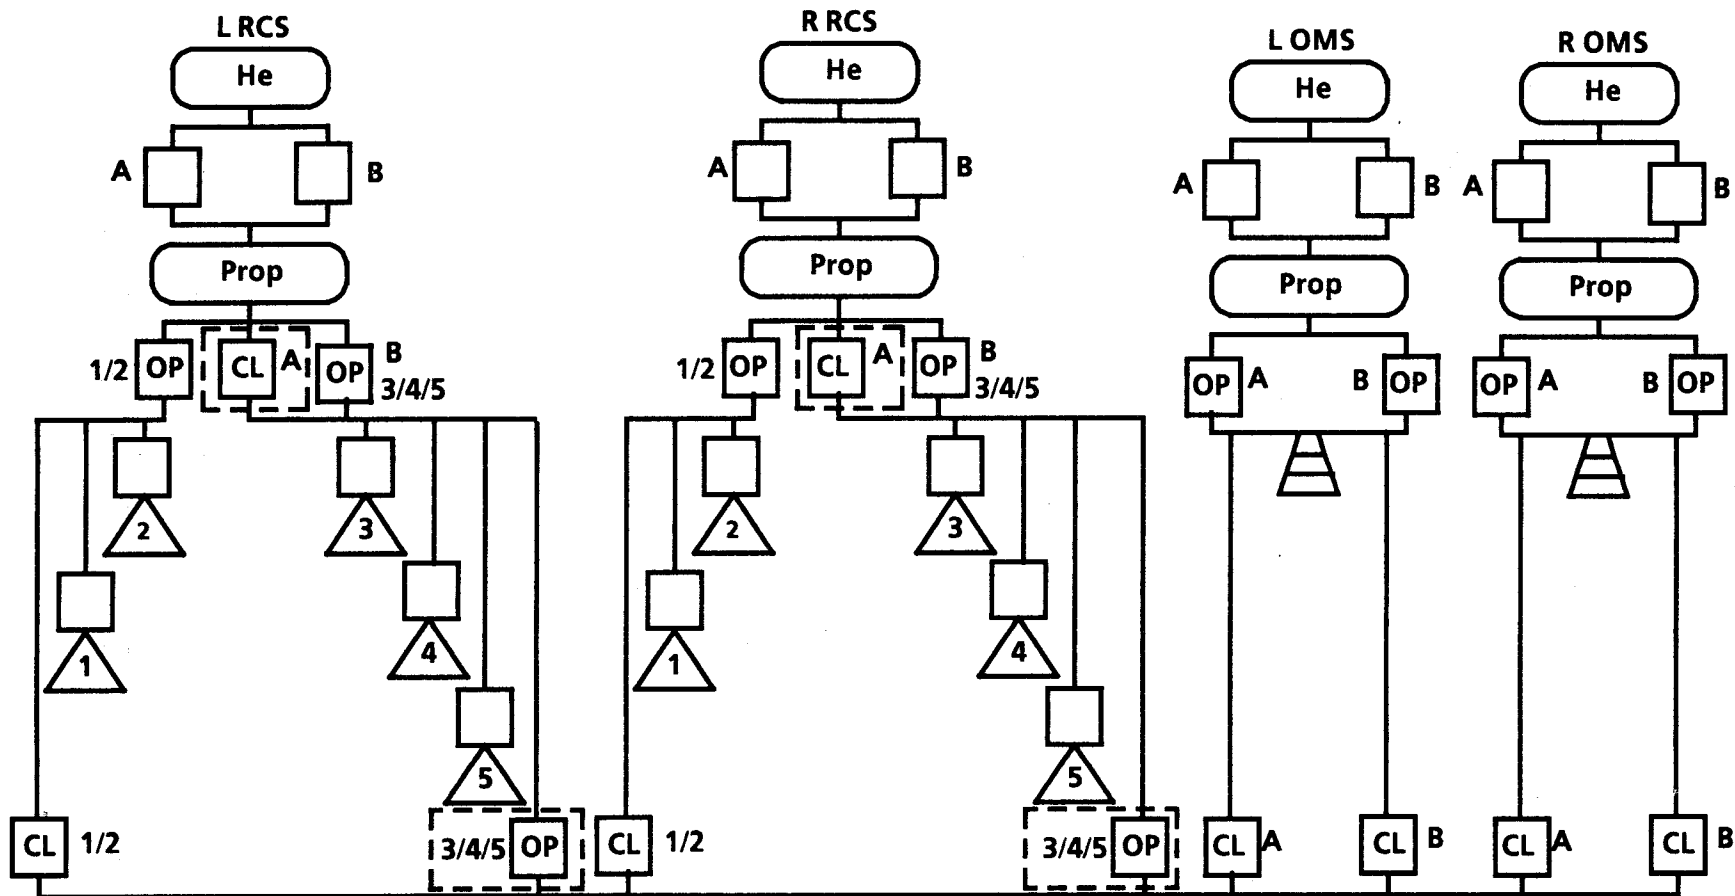 L RCS
He
A
B
Prop
1/2 OP
CL A
OP B
3/4/5
2
3
1
4
5
CL 1/2
3/4/5 OP
R RCS
He
A
B
Prop
1/2 OP
CL A
OP B
3/4/5
2
3
1
4
5
CL 1/2
3/4/5 OP
L OMS
He
A
B
Prop
OP A
B OP
CL A
CL B
R OMS
He
A
B
Prop
OP A
B OP
CL A
CL B